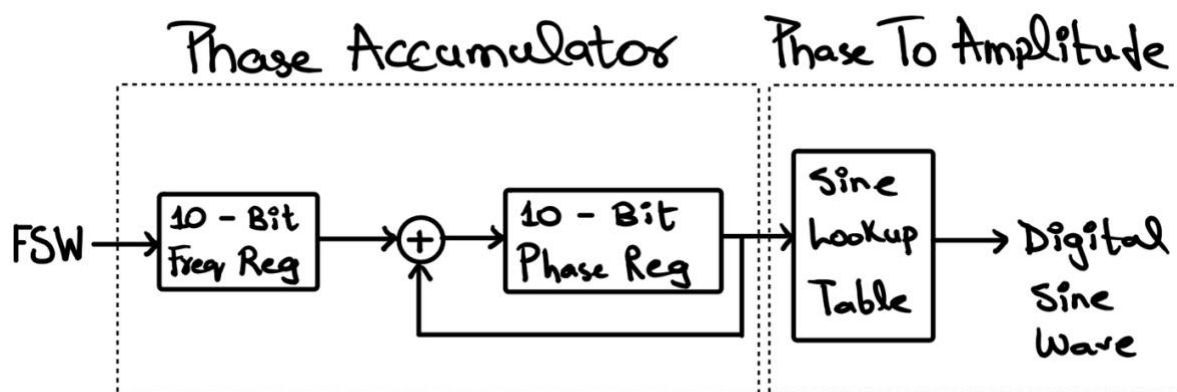 Phase Accumulator
Phase To Amplitude
FSW
10 - Bit
Freq Reg
+
10 - Bit
Phase Reg
Sine
Lookup
Table
Digital
Sine
Wave